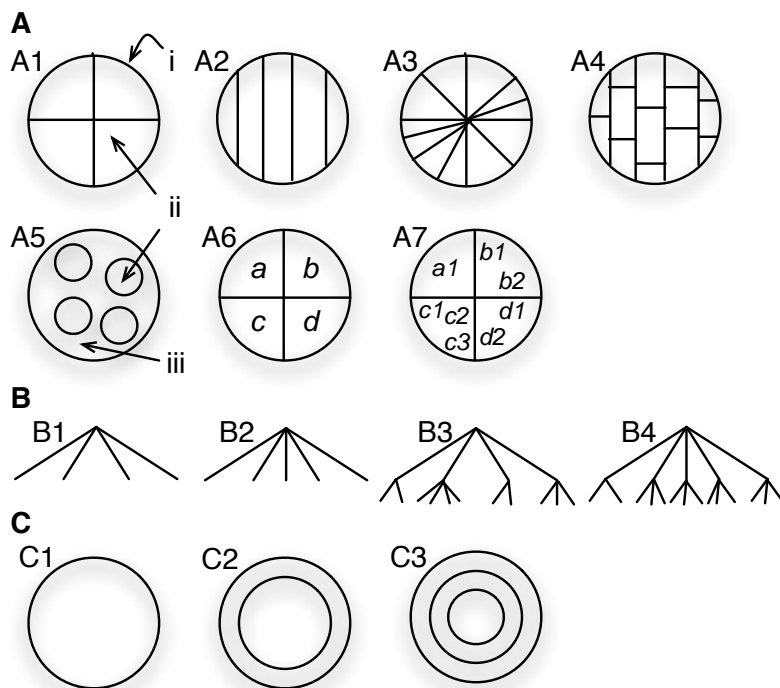 A
A1 i A2 A3 A4
ii
A5 A6 A7
a b
c d
a1 b1
b2
c1 c2 c3
d1
d2
iii
B
B1 B2 B3 B4
C
C1 C2 C3